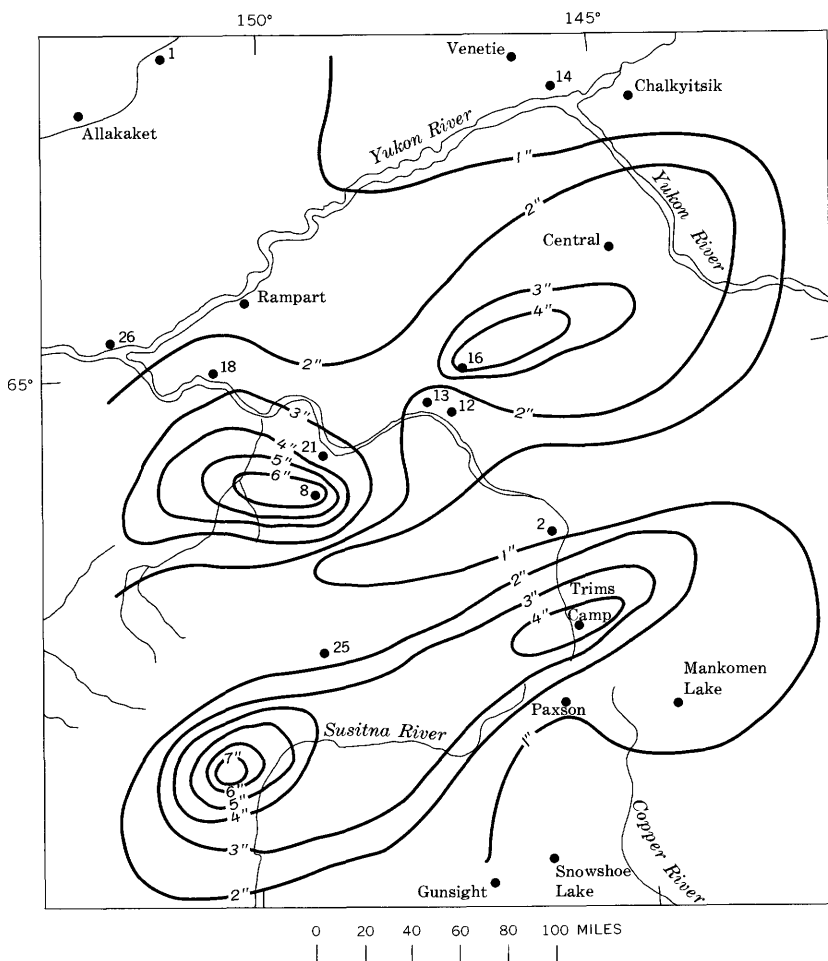 150° 145°
1
Venetie
14
Chalkyitsik
Allakaket
Yukon River
1"
2"
Yukon River
Central
3"
4"
Rampart
26
18
2"
16
65°
13
12
2"
3"
4"
21
5"
6"
8
2
1"
2"
3"
Trims
Camp
4"
25
Mankomen
Lake
Paxson
Susitna River
1"
7"
6"
5"
4"
3"
2"
Copper River
Snowshoe
Lake
Gunsight
0 20 40 60 80 100 MILES